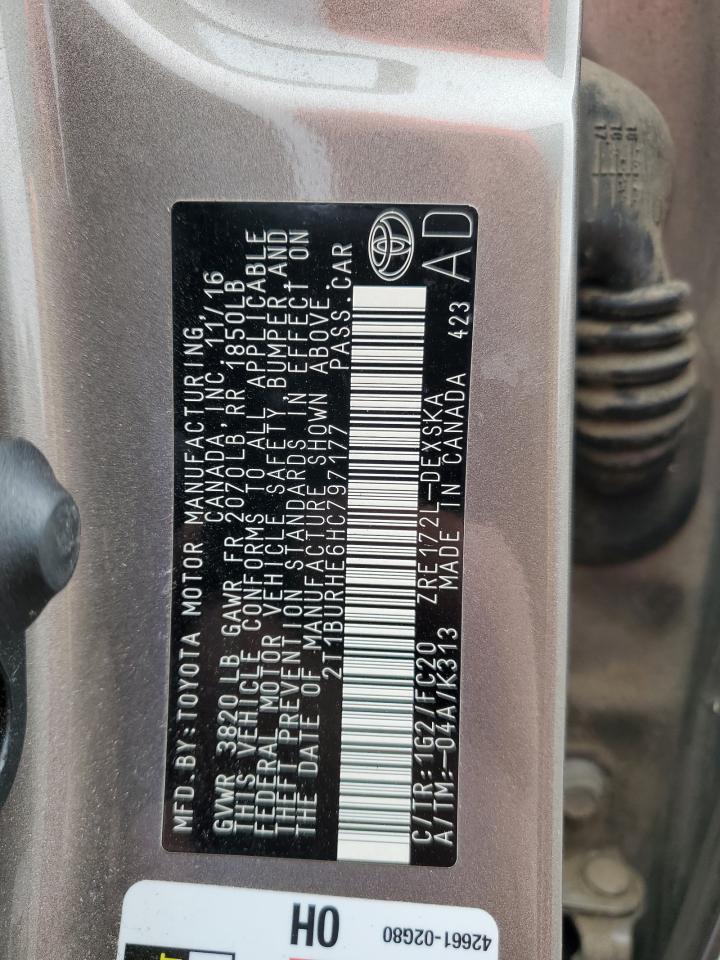 MFD.BY:TOYOTA MOTOR MANUFACTURING,
CANADA, INC. 11/16
GVWR 3820 LB GAWR FR 2070LB RR 1850LB
THIS VEHICLE CONFORMS TO ALL APPLICABLE
FEDERAL MOTOR VEHICLE SAFETY, BUMPER, AND
THEFT PREVENTION STANDARDS IN EFFECT ON
THE DATE OF MANUFACTURE SHOWN ABOVE.
2T1BURHE6HC797177 PASS.CAR
C/TR:1G2/FC20 ZRE172L-DEXSKA 423 AD
A/TM:-04A/K313 MADE IN CANADA
0H
42661-02G80